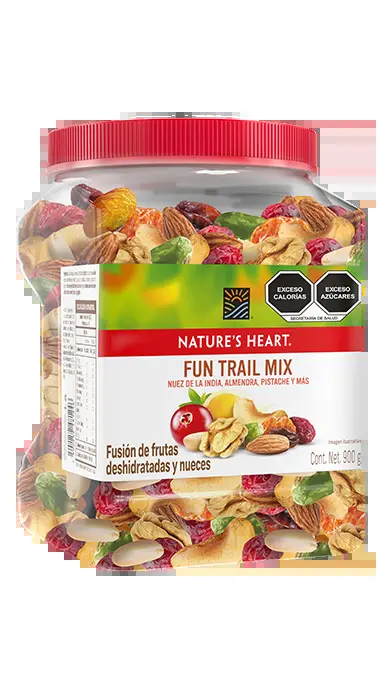 EXCESO
CALORÍAS
EXCESO
AZÚCARES
SECRETARÍA DE SALUD
NATURE'S HEART®
FUN TRAIL MIX
NUEZ DE LA INDIA, ALMENDRA, PISTACHE Y MÁS
Fusión de frutas
deshidratadas y nueces
Imagen Ilustrativa
Cont. Net. 900 g